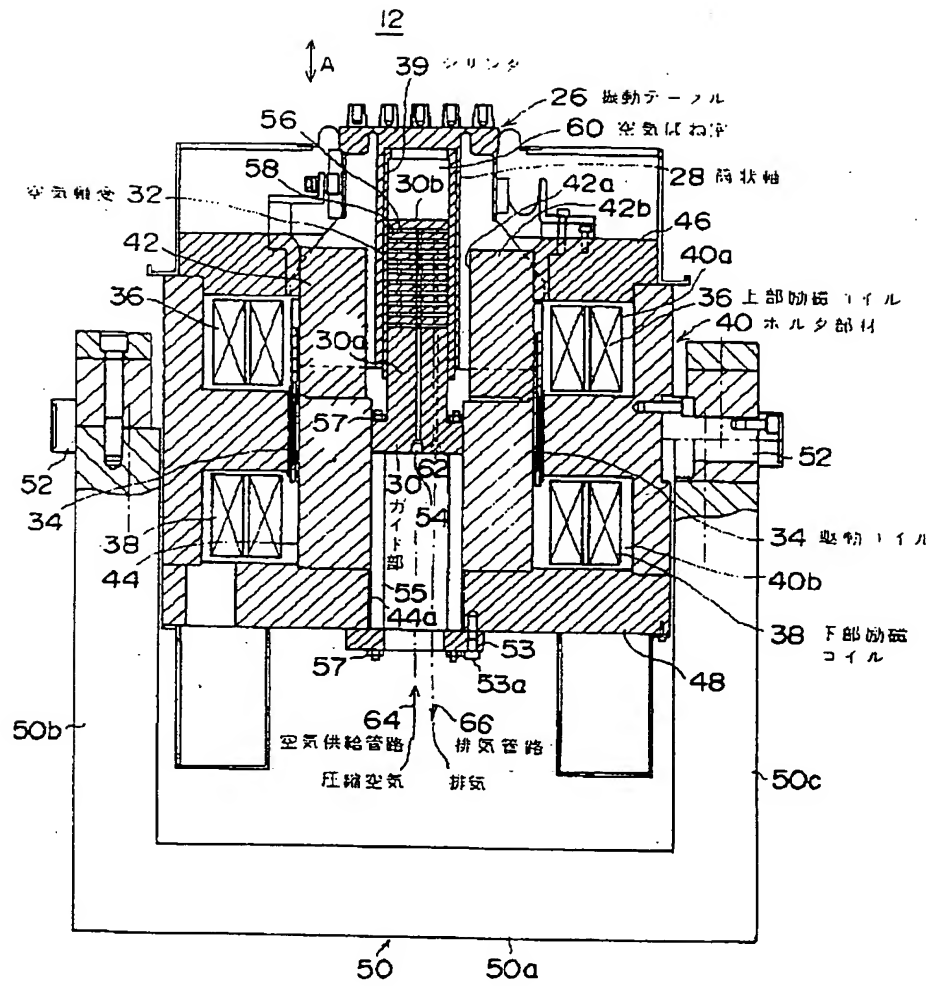 12
A
39 シリンダ
26 振動テーブル
56
60 空気ばね室
58
30b
28 筒状軸
空気軸受 32
42a
42b
42
46
40a
36
36 上部励磁コイル
40 ホルダ部材
30a
57
52
52
62
34
30
ガイド部
54
38
34 駆動コイル
44
40b
55
44a
38 下部励磁
コイル
57
53
53a
48
50b
64
66
空気供給管路
排気管路
圧縮空気
排気
50c
50
50a